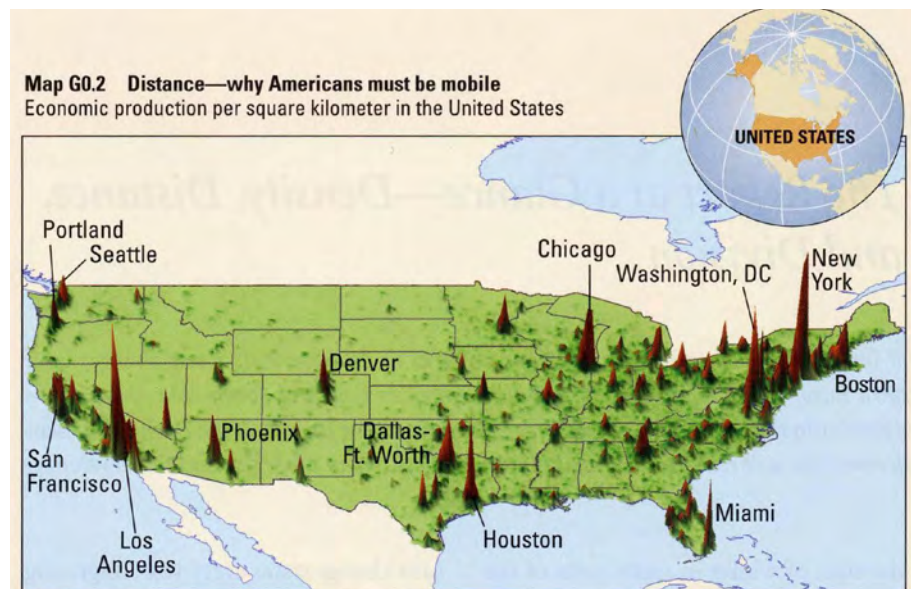 Map G0.2 Distance—why Americans must be mobile
Economic production per square kilometer in the United States
UNITED STATES
Portland
Seattle
Chicago
Washington, DC
New
York
Denver
Boston
Phoenix
Dallas-
Ft. Worth
San
Francisco
Los
Angeles
Houston
Miami